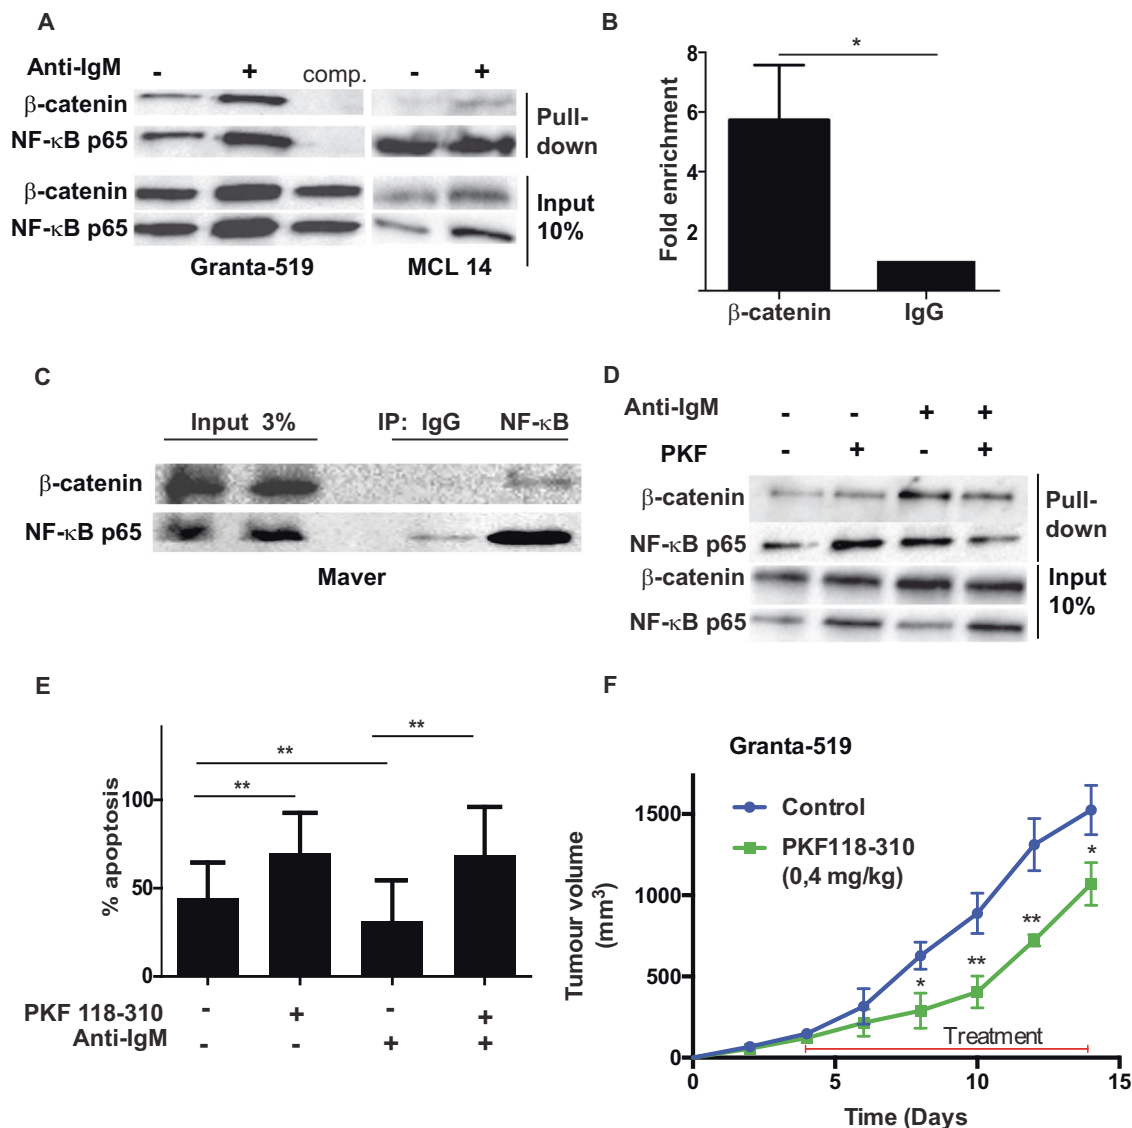 A
Anti-IgM - + comp. - +
β-catenin
NF-κB p65
Pull-
down
β-catenin
NF-κB p65
Input
10%
Granta-519 MCL 14
B
*
8
6
4
2
Fold enrichment
β-catenin IgG
C
Input 3% IP: IgG NF-κB
β-catenin
NF-κB p65
Maver
D
Anti-IgM - - + +
PKF - + - +
β-catenin
NF-κB p65
Pull-
down
β-catenin
NF-κB p65
Input
10%
E
**
**
**
100
50
0
% apoptosis
PKF 118-310 - + - +
Anti-IgM - - + +
F
Granta-519
Control
PKF118-310
(0,4 mg/kg)
1500
1000
500
0
Tumour volume
(mm³)
*
**
**
*
Treatment
0 5 10 15
Time (Days